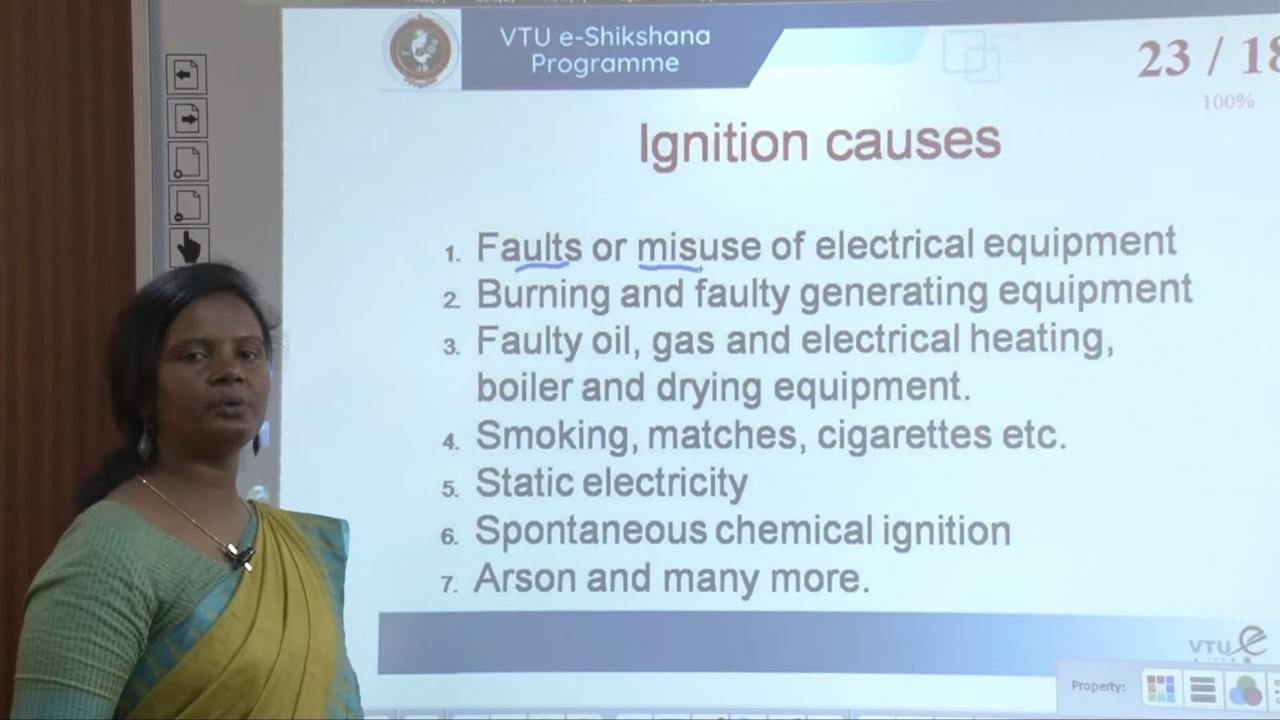 VTU e-Shikshana
Programme
23 / 18
100%
Ignition causes
1. Faults or misuse of electrical equipment
2. Burning and faulty generating equipment
3. Faulty oil, gas and electrical heating,
boiler and drying equipment.
4. Smoking, matches, cigarettes etc.
5. Static electricity
6. Spontaneous chemical ignition
7. Arson and many more.
VTU e
Property: